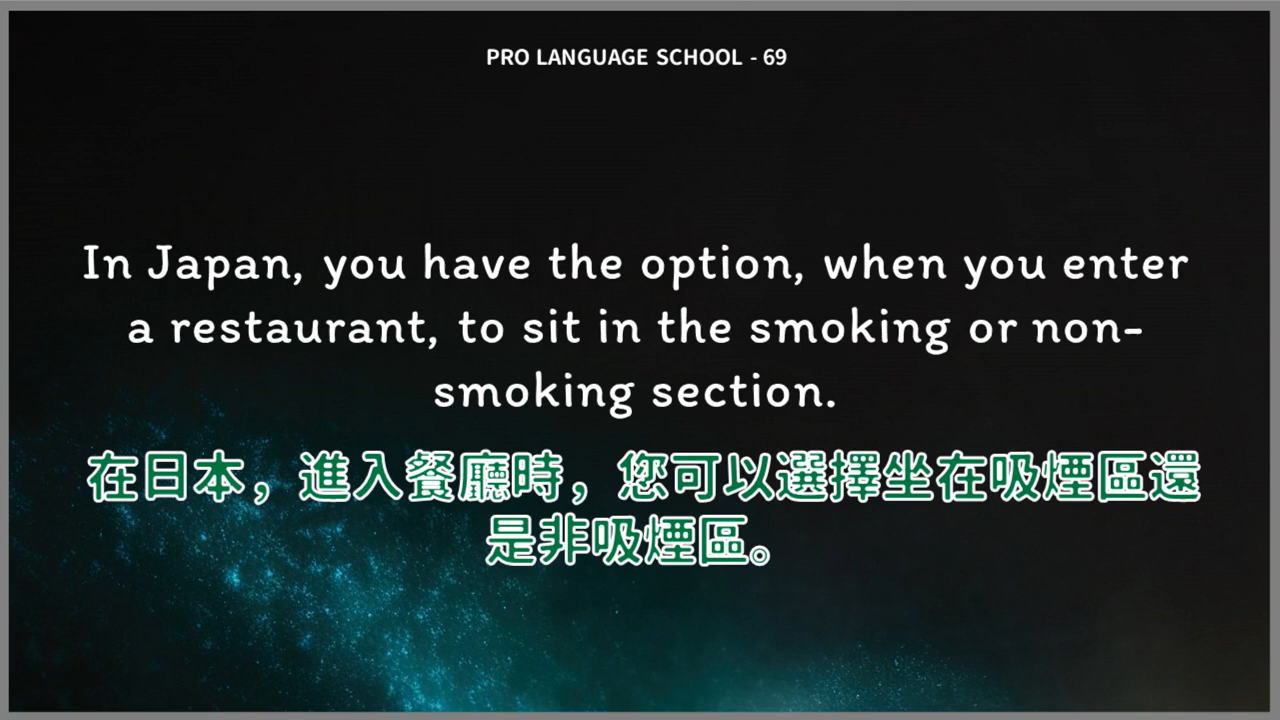 PRO LANGUAGE SCHOOL - 69
In Japan, you have the option, when you enter
a restaurant, to sit in the smoking or non-
smoking section.
在日本，進入餐廳時，您可以選擇坐在吸煙區還
是非吸煙區。